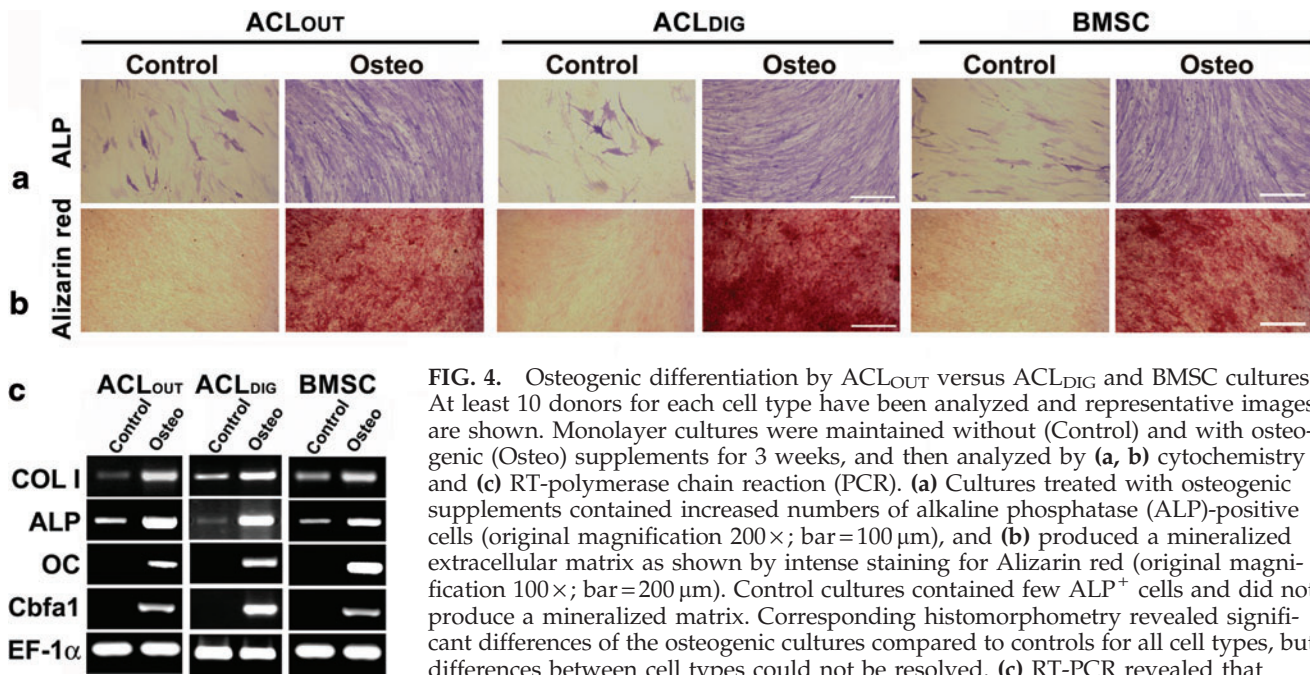 ACLOUT ACLDIG BMSC
Control Osteo Control Osteo Control Osteo
ALP
a
Alizarin red
b
c
ACLOUT ACLDIG BMSC
Control Osteo Control Osteo Control Osteo
COL I
ALP
OC
Cbfa1
EF-1α
FIG. 4. Osteogenic differentiation by ACLOUT versus ACLDIG and BMSC cultures
At least 10 donors for each cell type have been analyzed and representative images
are shown. Monolayer cultures were maintained without (Control) and with osteo-
genic (Osteo) supplements for 3 weeks, and then analyzed by (a, b) cytochemistry
and (c) RT-polymerase chain reaction (PCR). (a) Cultures treated with osteogenic
supplements contained increased numbers of alkaline phosphatase (ALP)-positive
cells (original magnification 200×; bar = 100 μm), and (b) produced a mineralized
extracellular matrix as shown by intense staining for Alizarin red (original magni-
fication 100×; bar = 200 μm). Control cultures contained few ALP+ cells and did not
produce a mineralized matrix. Corresponding histomorphometry revealed signifi-
cant differences of the osteogenic cultures compared to controls for all cell types, but
differences between cell types could not be resolved. (c) RT-PCR revealed that